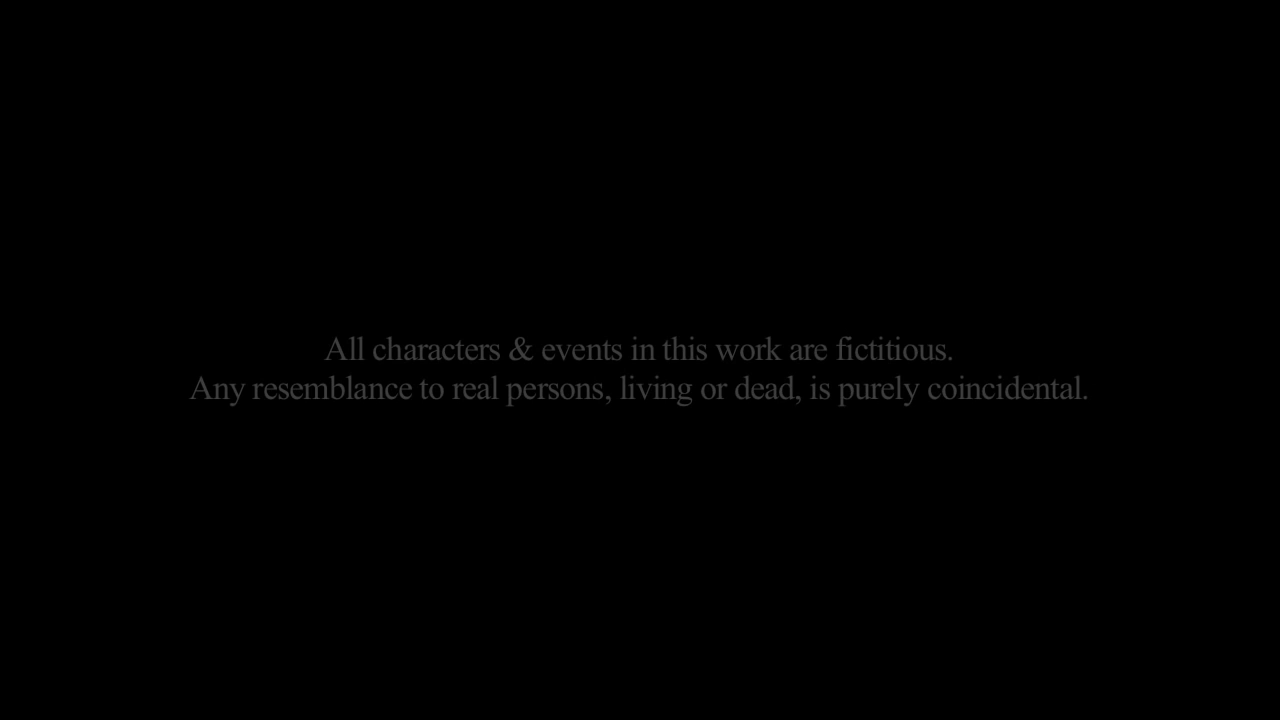 All characters & events in this work are fictitious.
Any resemblance to real persons, living or dead, is purely coincidental.